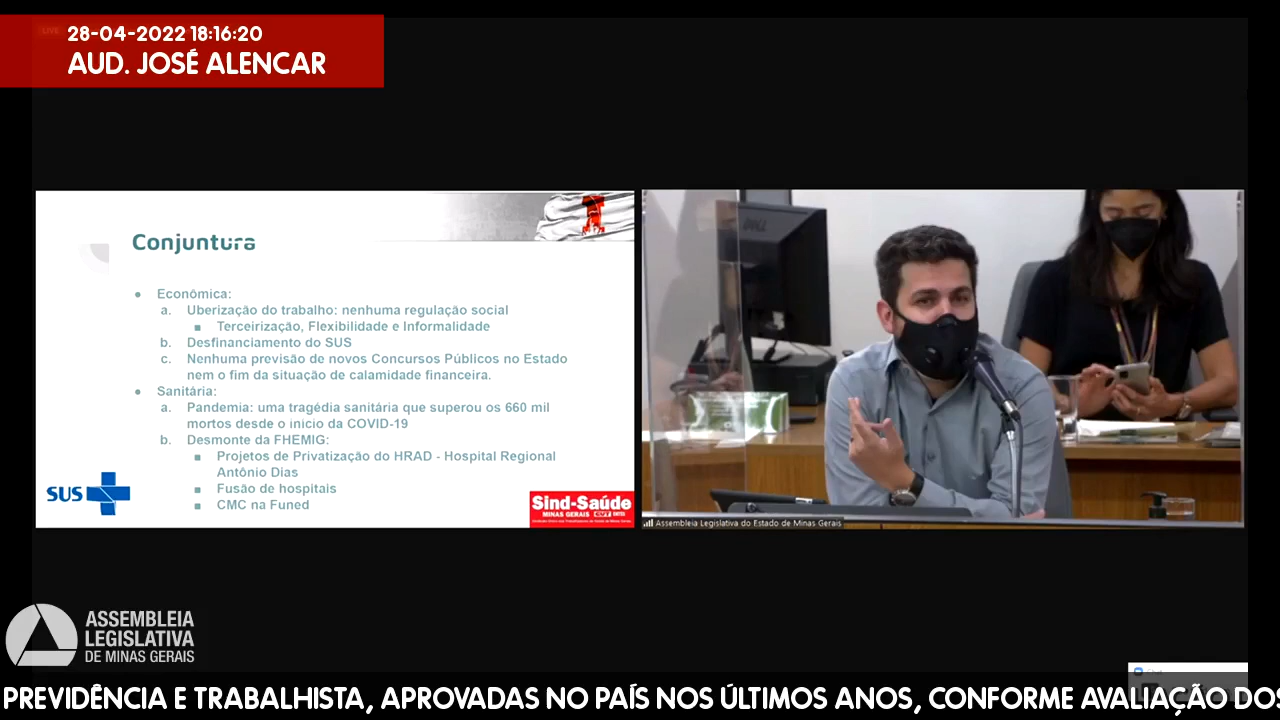 28-04-2022 18:16:20
AUD. JOSÉ ALENCAR
Conjuntura
● Econômica:
a. Uberização do trabalho: nenhuma regulação social
■ Terceirização, Flexibilidade e Informalidade
b. Desfinanciamento do SUS
c. Nenhuma previsão de novos Concursos Públicos no Estado
nem o fim da situação de calamidade financeira.
● Sanitária:
a. Pandemia: uma tragédia sanitária que superou os 660 mil
mortos desde o início da COVID-19
b. Desmonte da FHEMIG:
■ Projetos de Privatização do HRAD - Hospital Regional
Antônio Dias
■ Fusão de hospitais
■ CMC na Funed
SUS
Sind-Saúde
MINAS GERAIS CUT
Assembleia Legislativa do Estado de Minas Gerais
ASSEMBLEIA
LEGISLATIVA
DE MINAS GERAIS
PREVIDÊNCIA E TRABALHISTA, APROVADAS NO PAÍS NOS ÚLTIMOS ANOS, CONFORME AVALIAÇÃO DOS